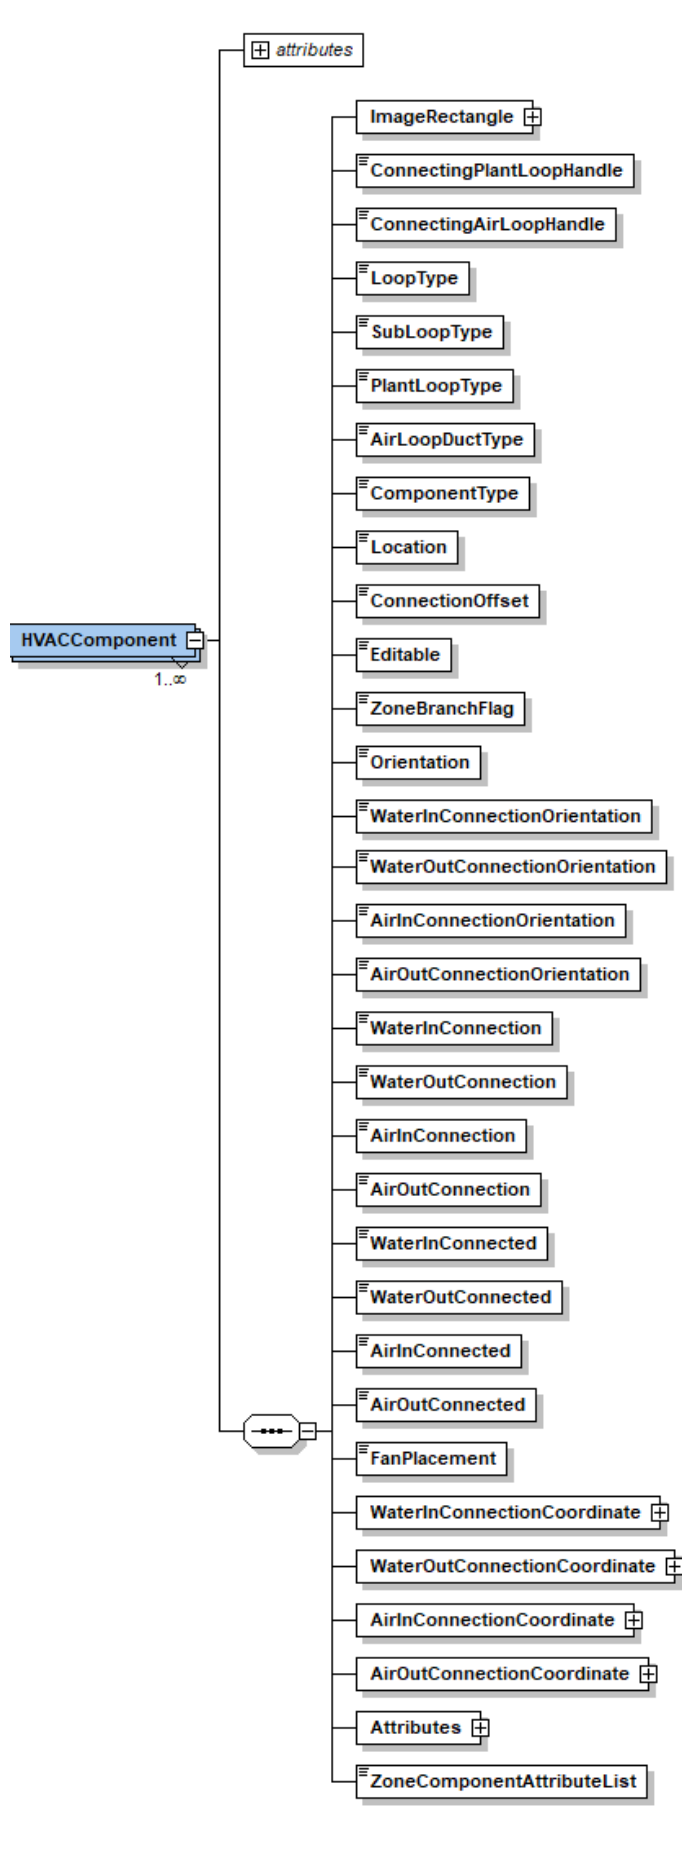 attributes
ImageRectangle
ConnectingPlantLoopHandle
ConnectingAirLoopHandle
LoopType
SubLoopType
PlantLoopType
AirLoopDuctType
ComponentType
Location
ConnectionOffset
HVACComponent
Editable
1..∞
ZoneBranchFlag
Orientation
WaterInConnectionOrientation
WaterOutConnectionOrientation
AirInConnectionOrientation
AirOutConnectionOrientation
WaterInConnection
WaterOutConnection
AirInConnection
AirOutConnection
WaterInConnected
WaterOutConnected
AirInConnected
AirOutConnected
FanPlacement
WaterInConnectionCoordinate
WaterOutConnectionCoordinate
AirInConnectionCoordinate
AirOutConnectionCoordinate
Attributes
ZoneComponentAttributeList